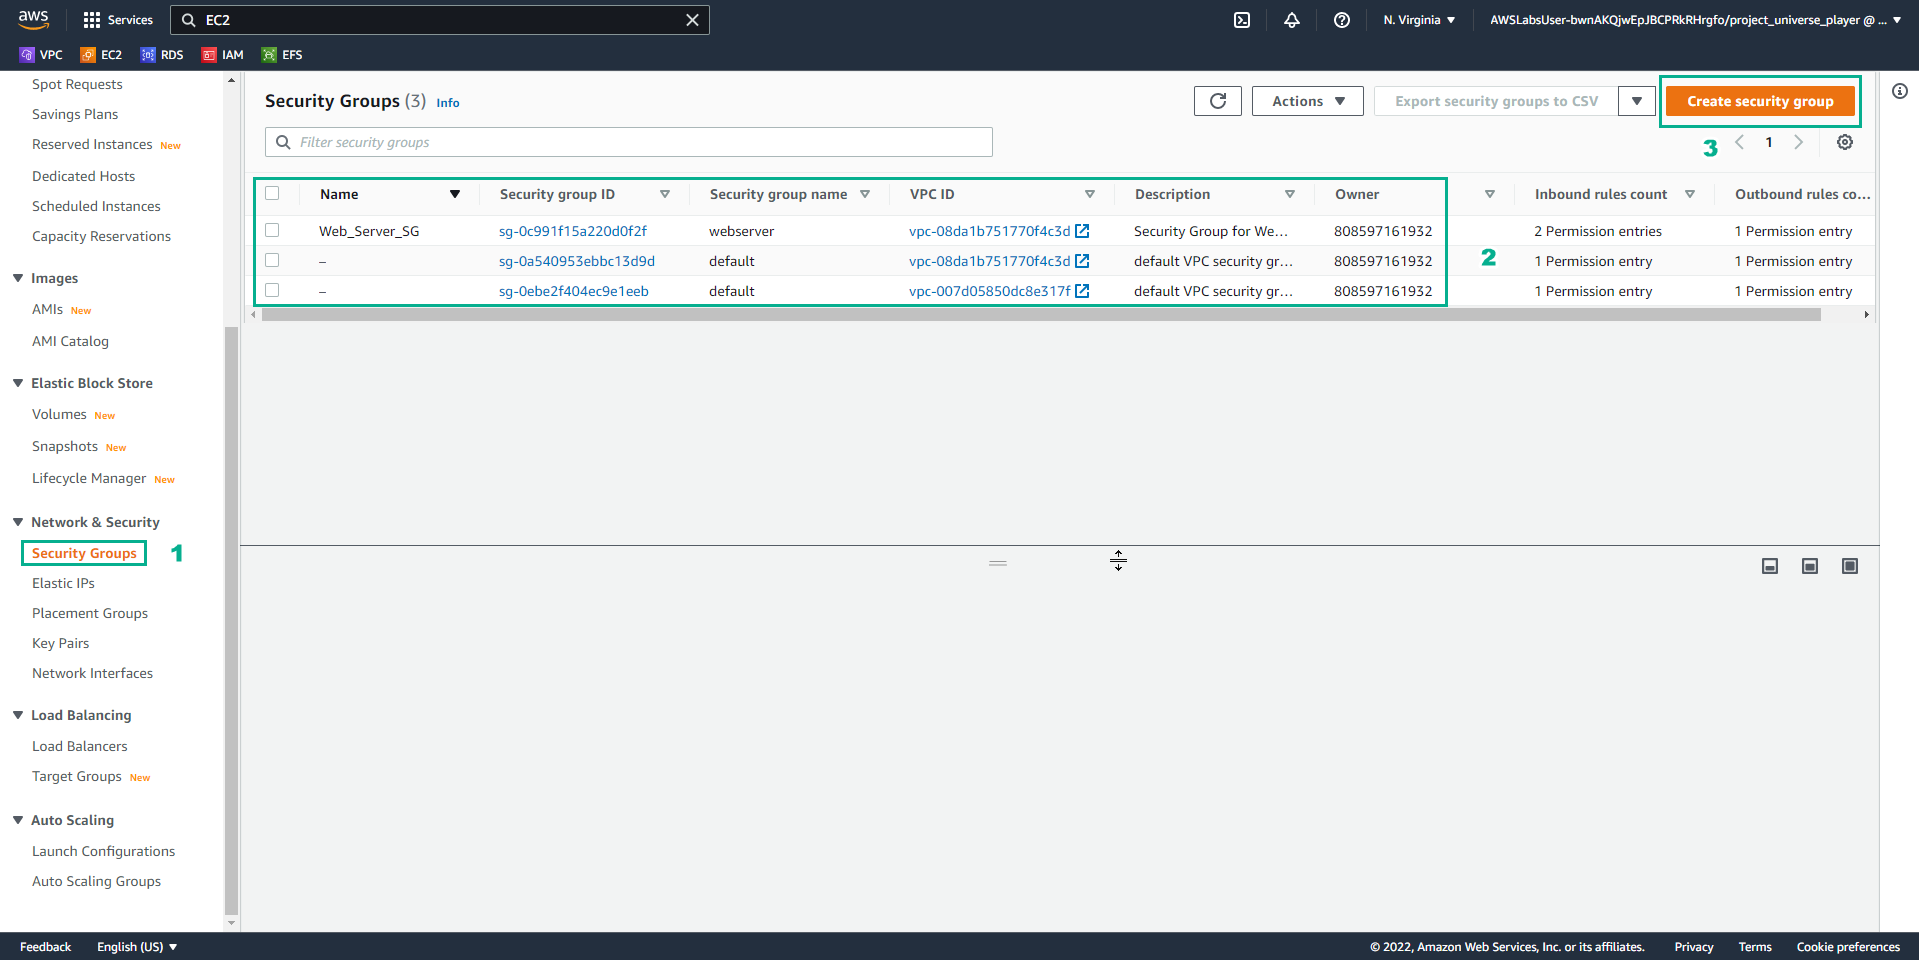 aws
Services
EC2
N. Virginia
AWSLabsUser-bwnAKQjwEpJBCPRkRHrgfo/project_universe_player @ ...
VPC EC2 RDS IAM EFS
Spot Requests
Savings Plans
Reserved Instances New
Dedicated Hosts
Scheduled Instances
Capacity Reservations
Images
AMIs New
AMI Catalog
Elastic Block Store
Volumes New
Snapshots New
Lifecycle Manager New
Network & Security
Security Groups 1
Elastic IPs
Placement Groups
Key Pairs
Network Interfaces
Load Balancing
Load Balancers
Target Groups New
Auto Scaling
Launch Configurations
Auto Scaling Groups
Security Groups (3) Info
Actions
Export security groups to CSV
Create security group
Filter security groups
3
1
Name Security group ID Security group name VPC ID Description Owner Inbound rules count Outbound rules co...
Web_Server_SG sg-0c991f15a220d0f2f webserver vpc-08da1b751770f4c3d Security Group for We... 808597161932 2 Permission entries 1 Permission entry
– sg-0a540953ebbc13d9d default vpc-08da1b751770f4c3d default VPC security gr... 808597161932 2 1 Permission entry 1 Permission entry
– sg-0ebe2f404ec9e1eeb default vpc-007d05850dc8e317f default VPC security gr... 808597161932 1 Permission entry 1 Permission entry
Feedback English (US)
© 2022, Amazon Web Services, Inc. or its affiliates. Privacy Terms Cookie preferences